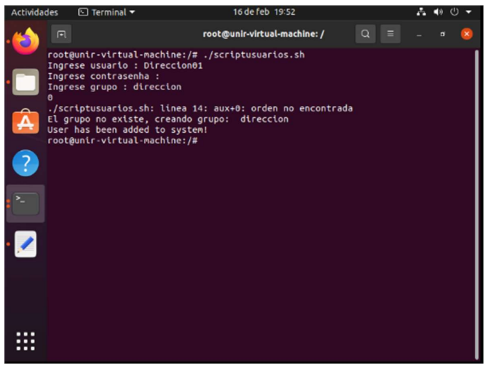 Actividades Terminal 16 de feb 19:52
root@unir-virtual-machine: /
root@unir-virtual-machine:/# ./scriptusuarios.sh
Ingrese usuario : Direccion01
Ingrese contrasenha :
Ingrese grupo : direccion
0
./scriptusuarios.sh: línea 14: aux+0: orden no encontrada
El grupo no existe, creando grupo:  direccion
User has been added to system!
root@unir-virtual-machine:/#